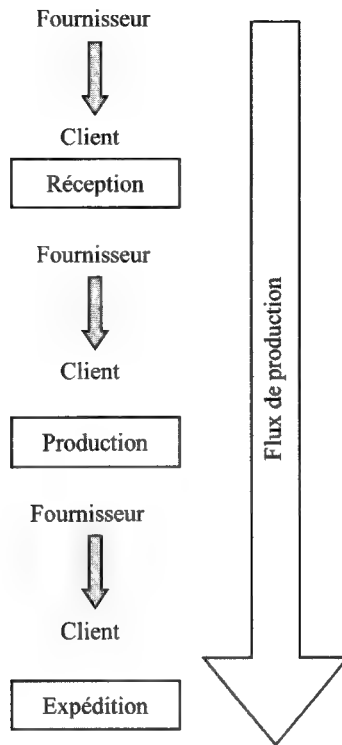 Fournisseur
Client
Réception
Fournisseur
Client
Production
Fournisseur
Client
Expédition
Flux de production